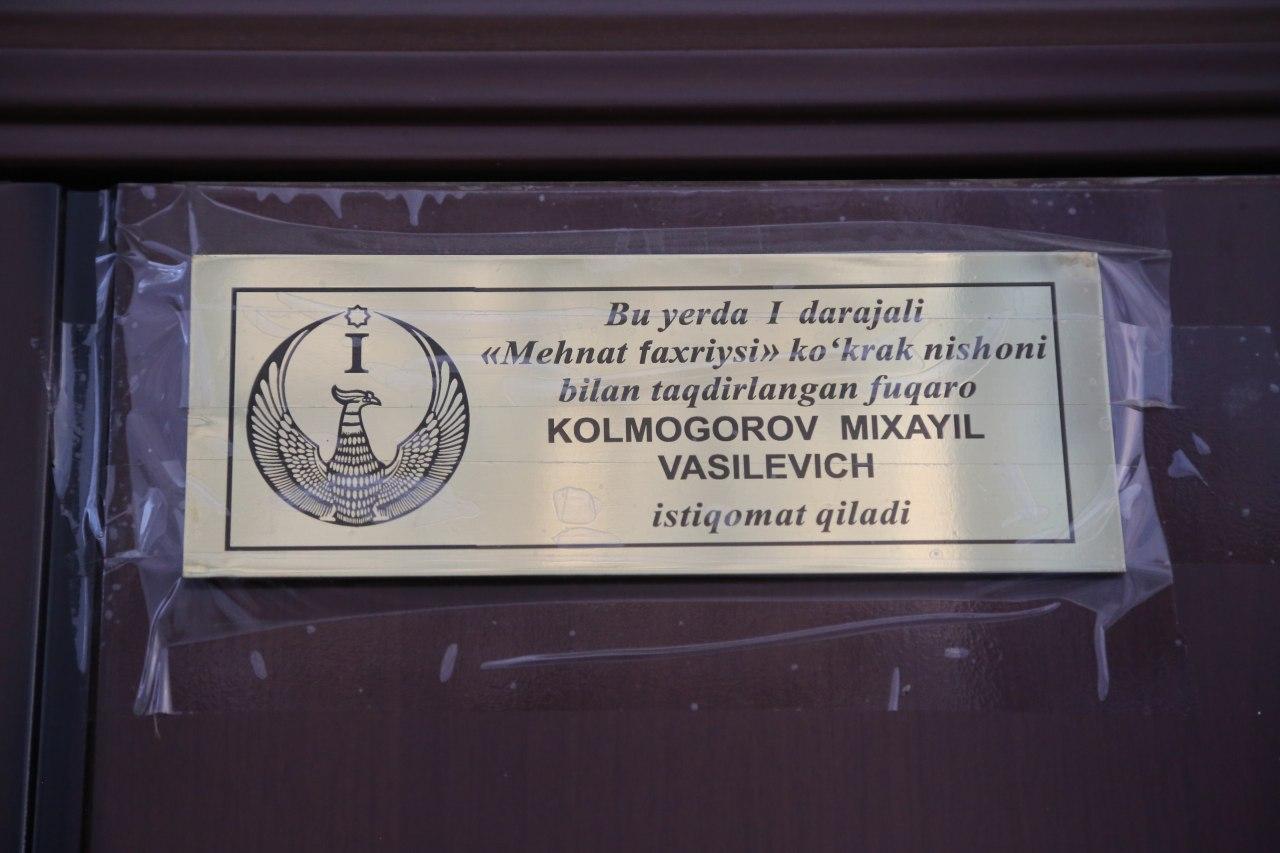 I
Bu yerda I darajali
«Mehnat faxriysi» ko‘krak nishoni
bilan taqdirlangan fuqaro
KOLMOGOROV MIXAYIL
VASILEVICH
istiqomat qiladi